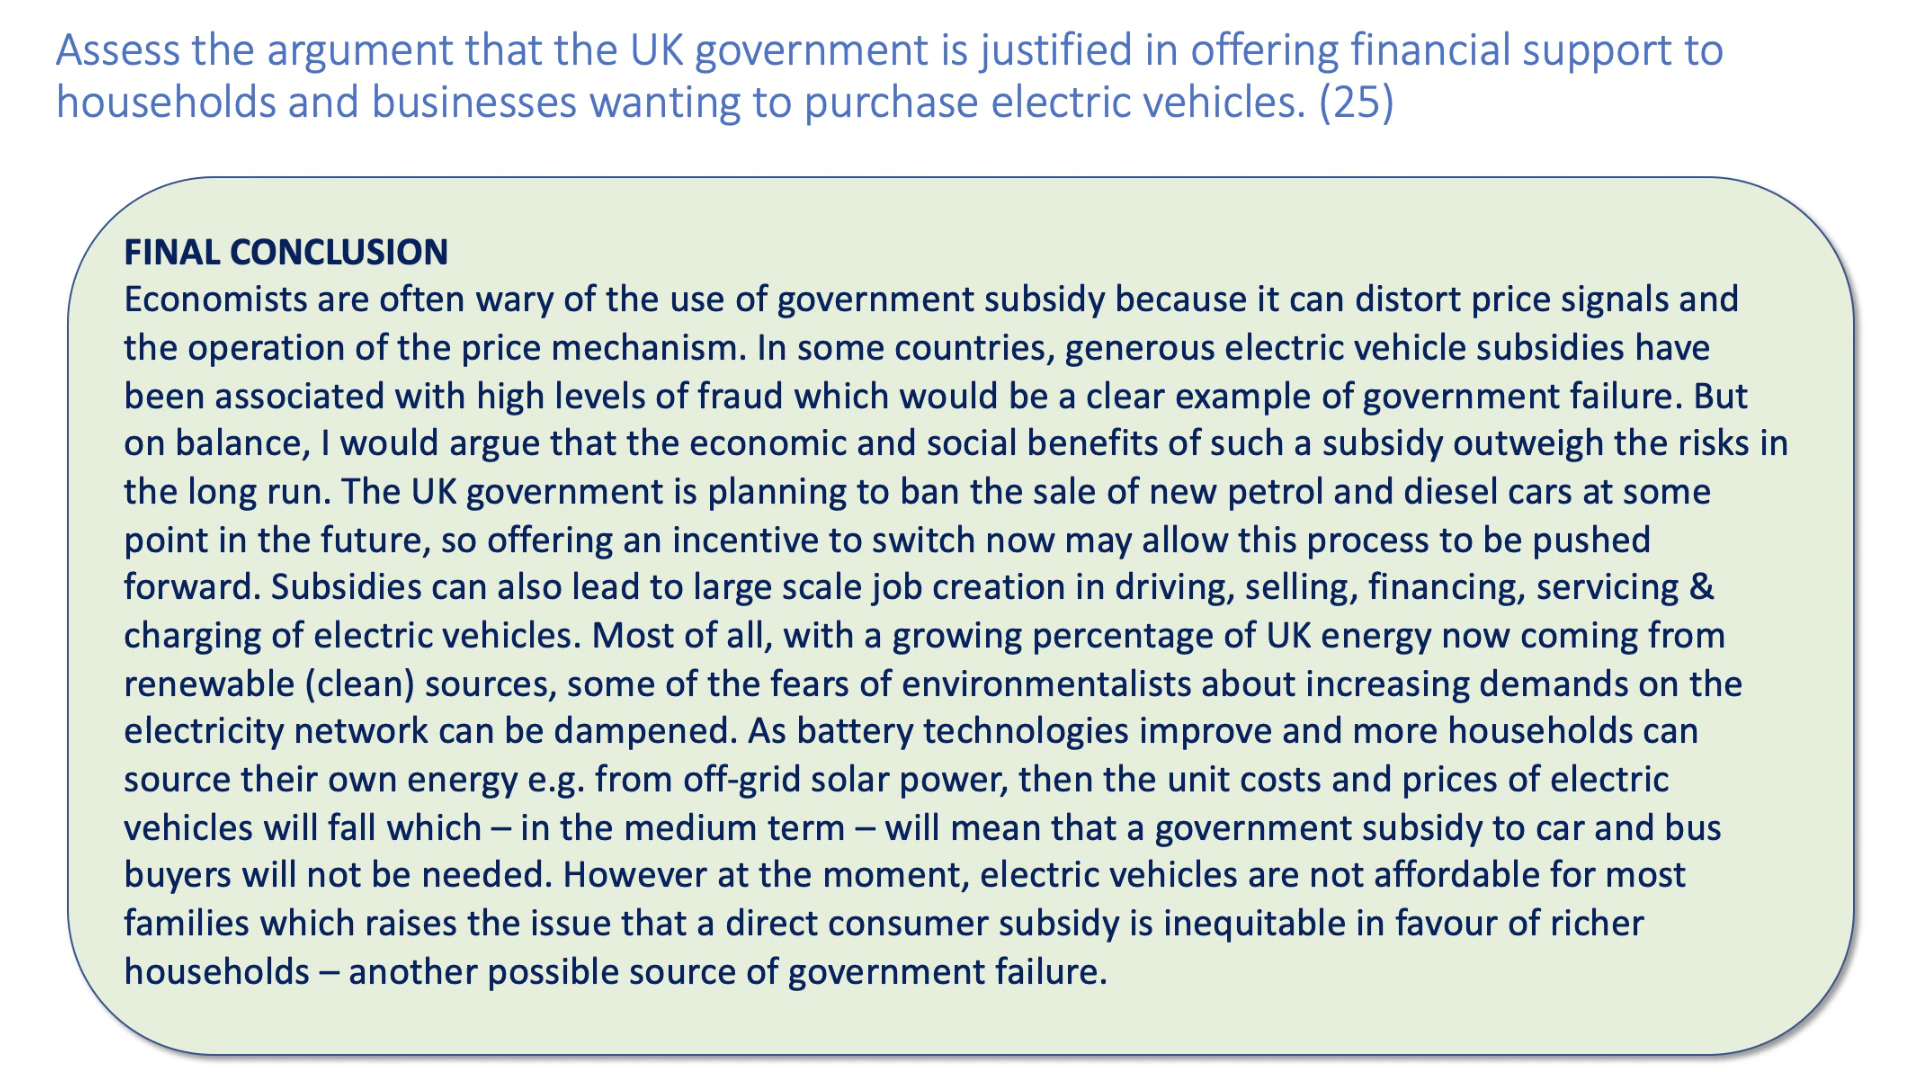 Assess the argument that the UK government is justified in offering financial support to
households and businesses wanting to purchase electric vehicles. (25)
FINAL CONCLUSION
Economists are often wary of the use of government subsidy because it can distort price signals and
the operation of the price mechanism. In some countries, generous electric vehicle subsidies have
been associated with high levels of fraud which would be a clear example of government failure. But
on balance, I would argue that the economic and social benefits of such a subsidy outweigh the risks in
the long run. The UK government is planning to ban the sale of new petrol and diesel cars at some
point in the future, so offering an incentive to switch now may allow this process to be pushed
forward. Subsidies can also lead to large scale job creation in driving, selling, financing, servicing &
charging of electric vehicles. Most of all, with a growing percentage of UK energy now coming from
renewable (clean) sources, some of the fears of environmentalists about increasing demands on the
electricity network can be dampened. As battery technologies improve and more households can
source their own energy e.g. from off-grid solar power, then the unit costs and prices of electric
vehicles will fall which – in the medium term – will mean that a government subsidy to car and bus
buyers will not be needed. However at the moment, electric vehicles are not affordable for most
families which raises the issue that a direct consumer subsidy is inequitable in favour of richer
households – another possible source of government failure.